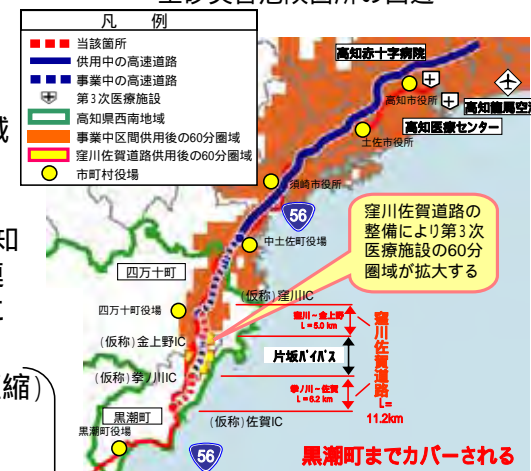 凡 例
当該箇所
供用中の高速道路
事業中の高速道路
第3次医療施設
高知県西南地域
事業中区間供用後の60分圏域
窪川佐賀道路供用後の60分圏域
市町村役場
高知赤十字病院
高知市役所
高知龍馬空
高知医療センター
土佐市役所
須崎市役所
56
窪川佐賀道路の
整備により第3次
医療施設の60分
圏域が拡大する
中土佐町役場
四万十町
(仮称)窪川IC
四万十町役場
窪川~金上野
L=5.0km
(仮称)金上野IC
片坂バイパス
窪川佐賀道路
L=
11.2km
(仮称)拳ノ川IC
拳ノ川~佐賀
L=6.2km
黒潮町
(仮称)佐賀IC
黒潮町役場
56
黒潮町までカバーされる
域
知
縮)